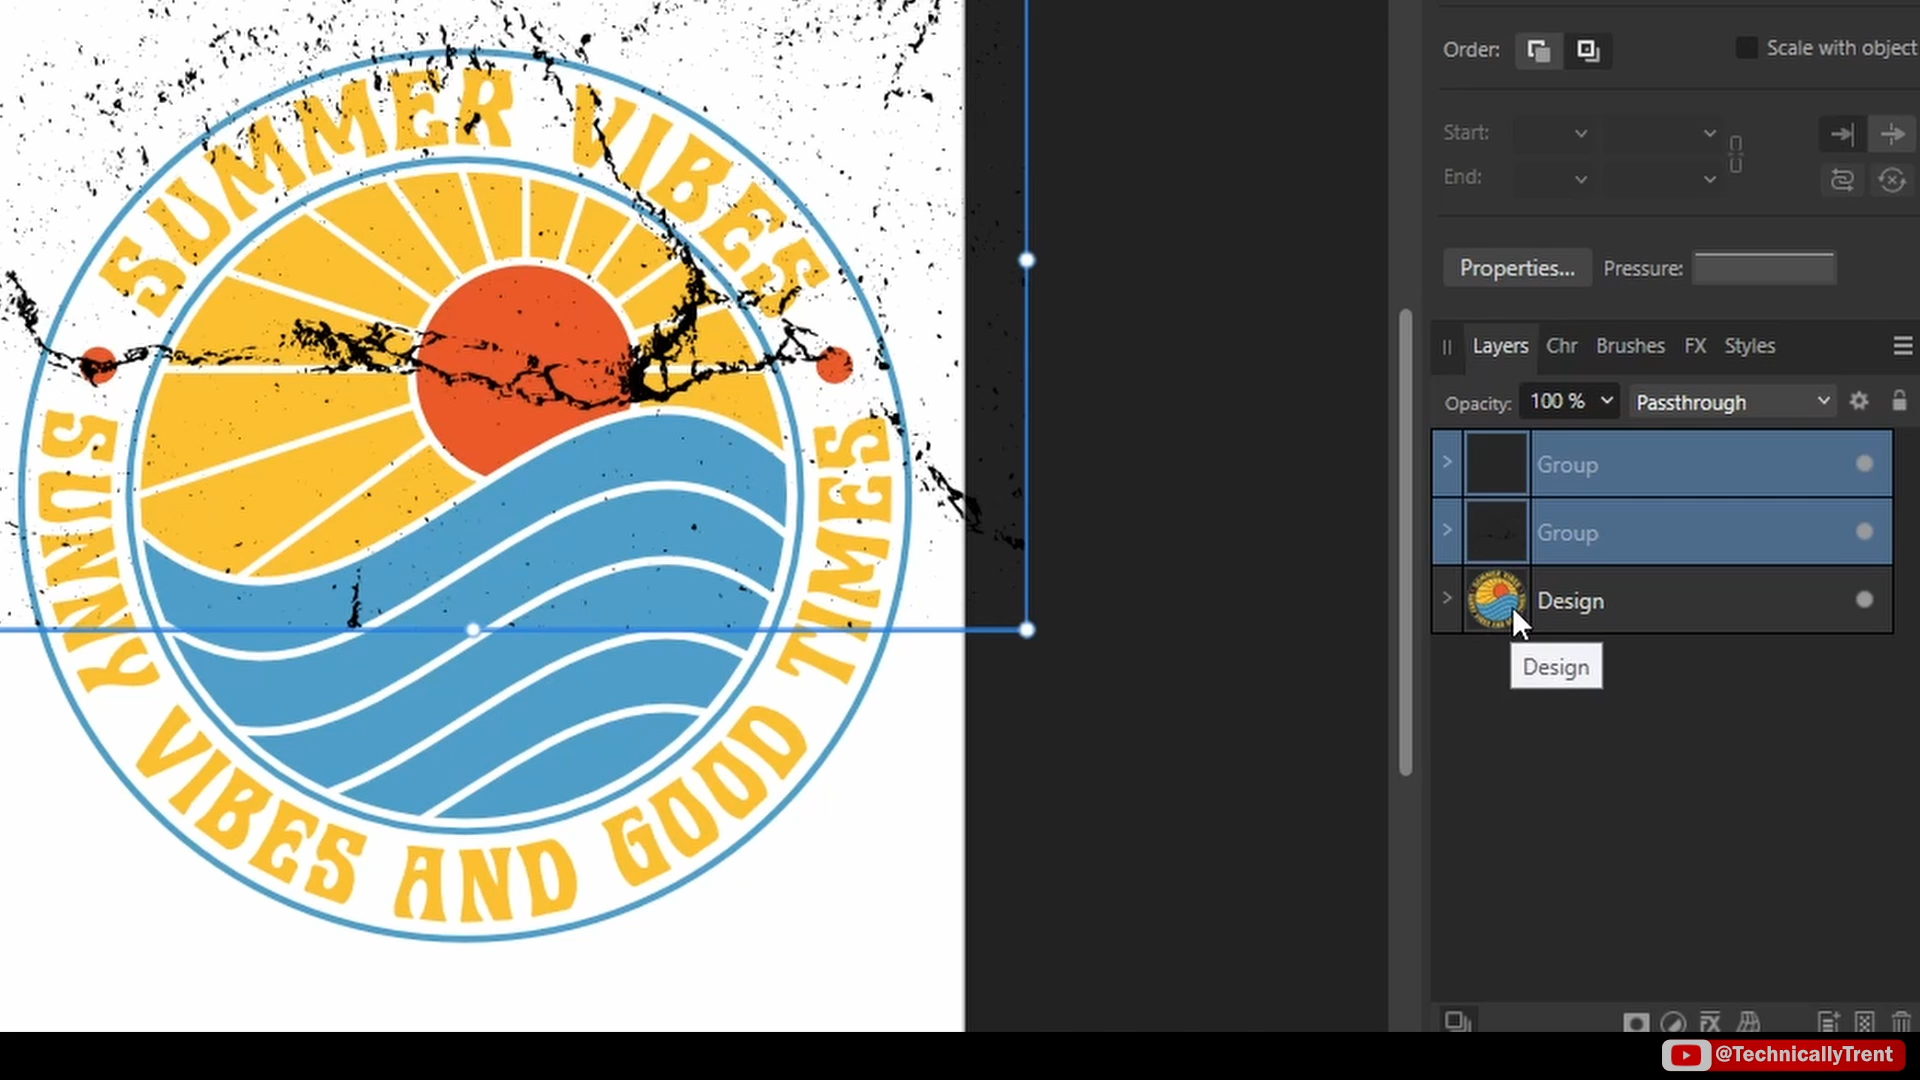 SUMMER VIBES
SUNNY VIBES AND GOOD TIMES
Order:
Scale with object
Start:
End:
Properties...
Pressure:
Layers
Chr
Brushes
FX
Styles
Opacity:
100 %
Passthrough
Group
Group
Design
Design
FX
@TechnicallyTrent